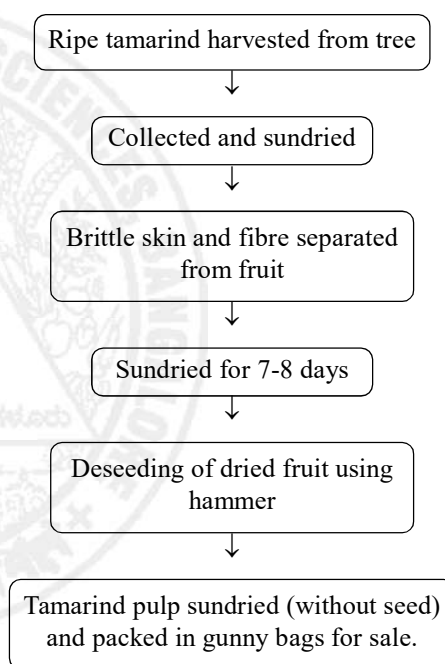 Ripe tamarind harvested from tree
Collected and sundried
Brittle skin and fibre separated
from fruit
Sundried for 7-8 days
Deseeding of dried fruit using
hammer
Tamarind pulp sundried (without seed)
and packed in gunny bags for sale.